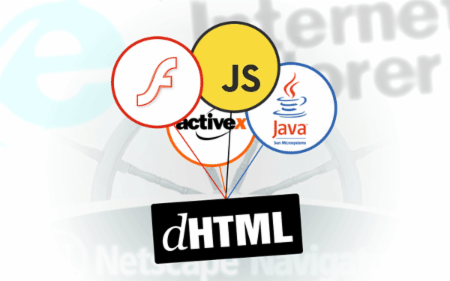 Internet
Explorer
JS
activex
Java
Sun Microsystems
dHTML
Netscape Navigator